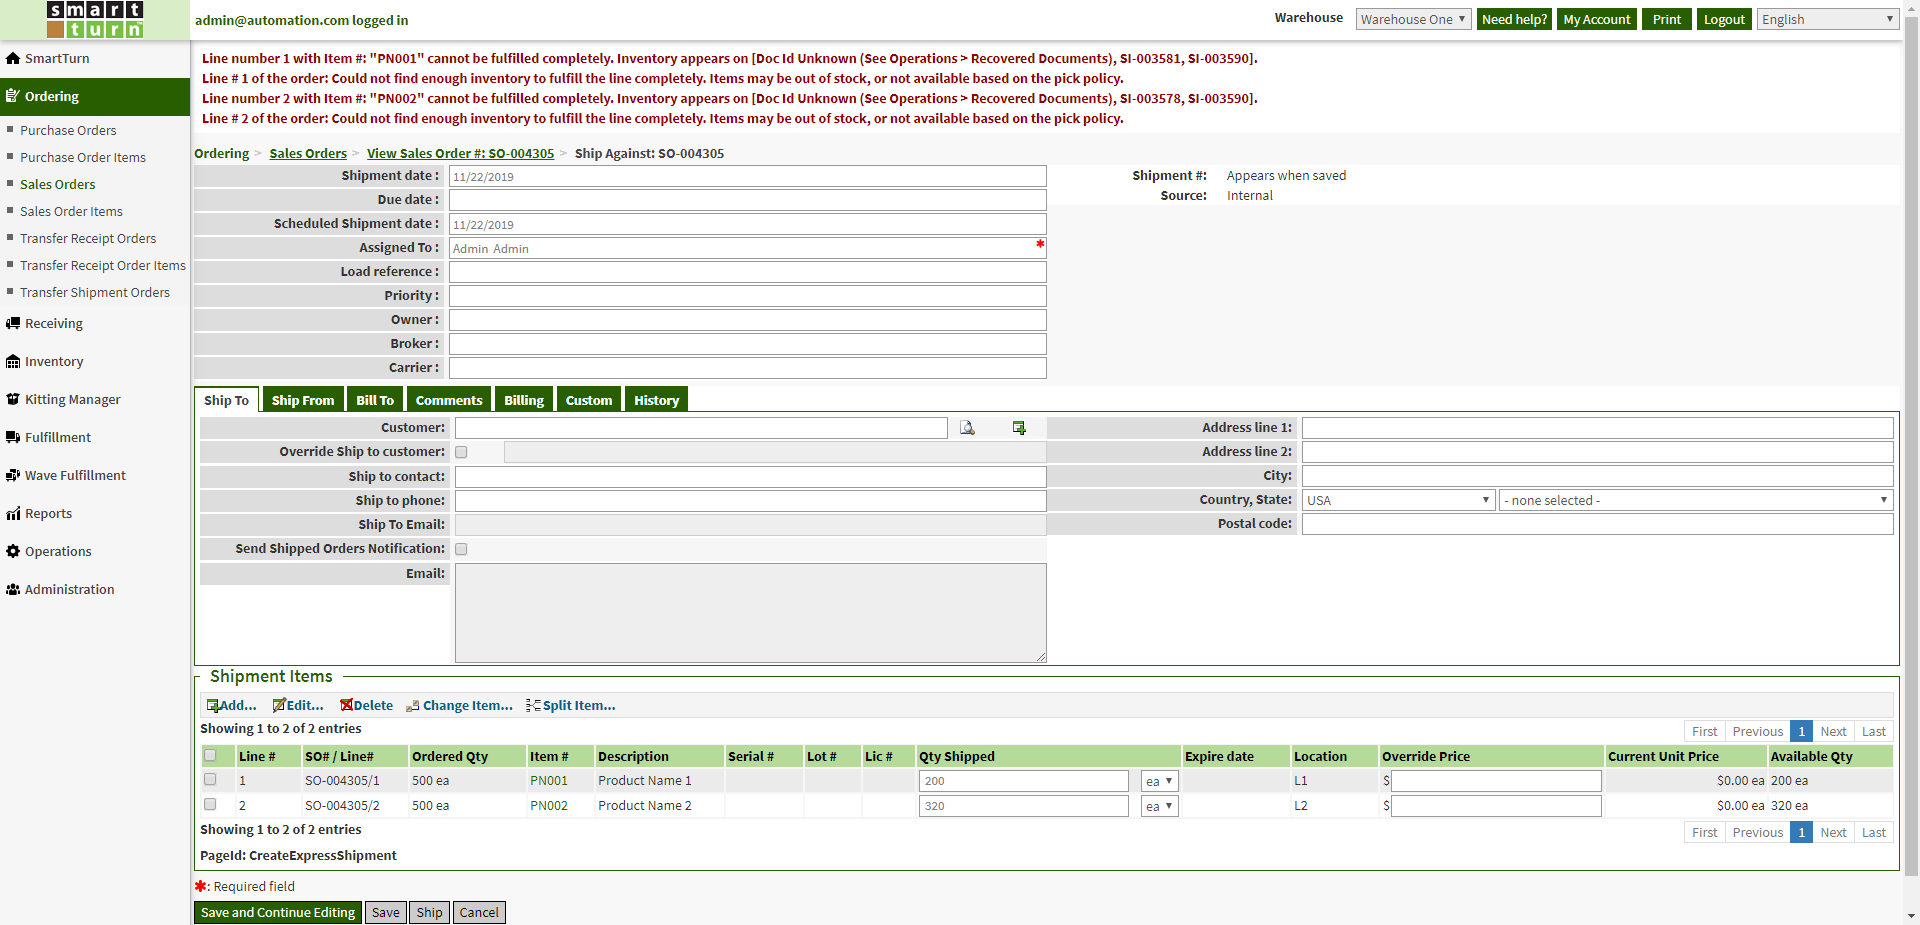 smart
turn
admin@automation.com logged in
Warehouse
Warehouse One
Need help?
My Account
Print
Logout
English
SmartTurn
Ordering
Purchase Orders
Purchase Order Items
Sales Orders
Sales Order Items
Transfer Receipt Orders
Transfer Receipt Order Items
Transfer Shipment Orders
Receiving
Inventory
Kitting Manager
Fulfillment
Wave Fulfillment
Reports
Operations
Administration
Line number 1 with Item #: "PN001" cannot be fulfilled completely. Inventory appears on [Doc Id Unknown (See Operations > Recovered Documents), SI-003581, SI-003590].
Line # 1 of the order: Could not find enough inventory to fulfill the line completely. Items may be out of stock, or not available based on the pick policy.
Line number 2 with Item #: "PN002" cannot be fulfilled completely. Inventory appears on [Doc Id Unknown (See Operations > Recovered Documents), SI-003578, SI-003590].
Line # 2 of the order: Could not find enough inventory to fulfill the line completely. Items may be out of stock, or not available based on the pick policy.
Ordering > Sales Orders > View Sales Order #: SO-004305 > Ship Against: SO-004305
Shipment date : 11/22/2019
Due date :
Scheduled Shipment date : 11/22/2019
Assigned To : Admin Admin *
Load reference :
Priority :
Owner :
Broker :
Carrier :
Shipment #: Appears when saved
Source: Internal
Ship To
Ship From
Bill To
Comments
Billing
Custom
History
Customer:
Override Ship to customer:
Ship to contact:
Ship to phone:
Ship To Email:
Send Shipped Orders Notification:
Email:
Address line 1:
Address line 2:
City:
Country, State: USA - none selected -
Postal code:
Shipment Items
Add... Edit... Delete Change Item... Split Item...
Showing 1 to 2 of 2 entries
First Previous 1 Next Last
Line # SO# / Line# Ordered Qty Item # Description Serial # Lot # Lic # Qty Shipped Expire date Location Override Price Current Unit Price Available Qty
1 SO-004305/1 500 ea PN001 Product Name 1 200 ea L1 $ $0.00 ea 200 ea
2 SO-004305/2 500 ea PN002 Product Name 2 320 ea L2 $ $0.00 ea 320 ea
Showing 1 to 2 of 2 entries
First Previous 1 Next Last
PageId: CreateExpressShipment
*: Required field
Save and Continue Editing
Save
Ship
Cancel